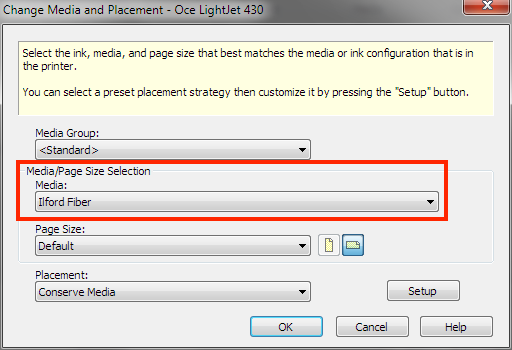 Change Media and Placement - Oce LightJet 430
Select the ink, media, and page size that best matches the media or ink configuration that is in
the printer.
You can select a preset placement strategy then customize it by pressing the "Setup" button.
Media Group:
<Standard>
Media/Page Size Selection
Media:
Ilford Fiber
Page Size:
Default
Placement:
Conserve Media
Setup
OK
Cancel
Help